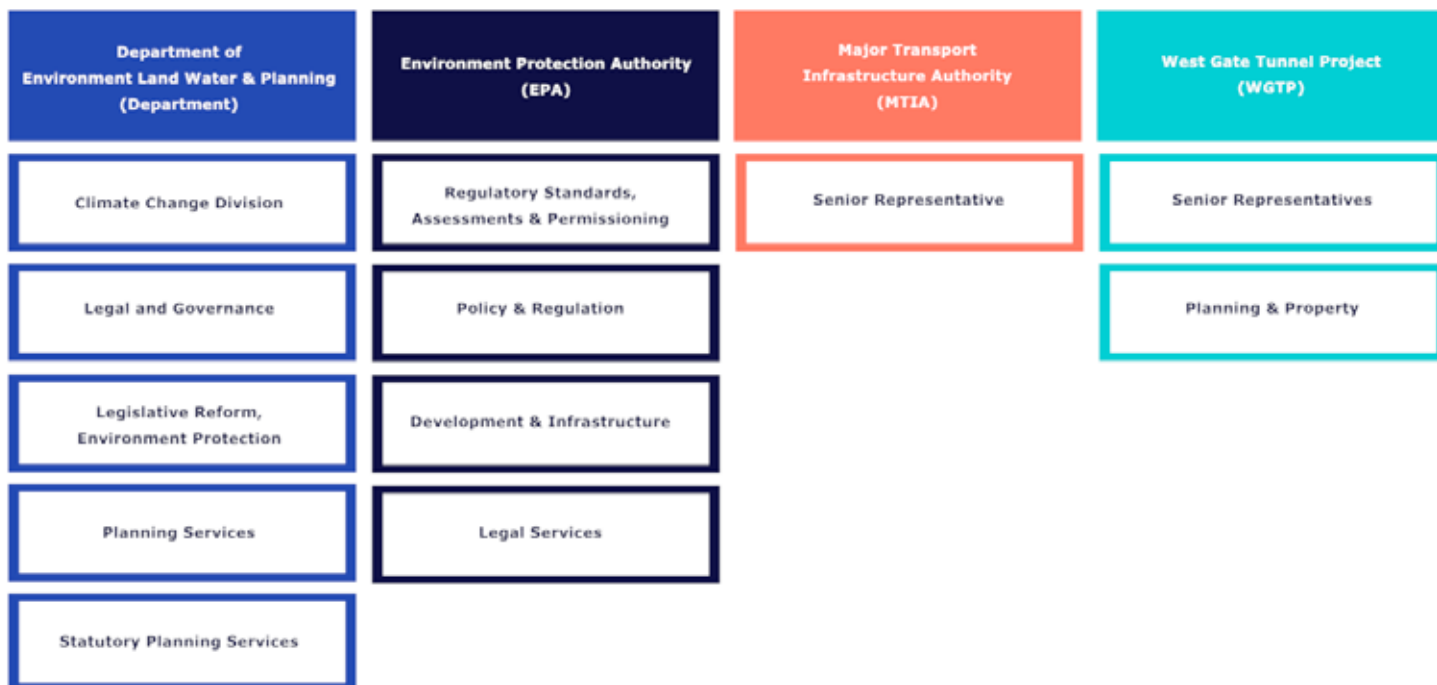 Department of
Environment Land Water & Planning
(Department)
Climate Change Division
Legal and Governance
Legislative Reform,
Environment Protection
Planning Services
Statutory Planning Services
Environment Protection Authority
(EPA)
Regulatory Standards,
Assessments & Permissioning
Policy & Regulation
Development & Infrastructure
Legal Services
Major Transport
Infrastructure Authority
(MTIA)
Senior Representative
West Gate Tunnel Project
(WGTP)
Senior Representatives
Planning & Property